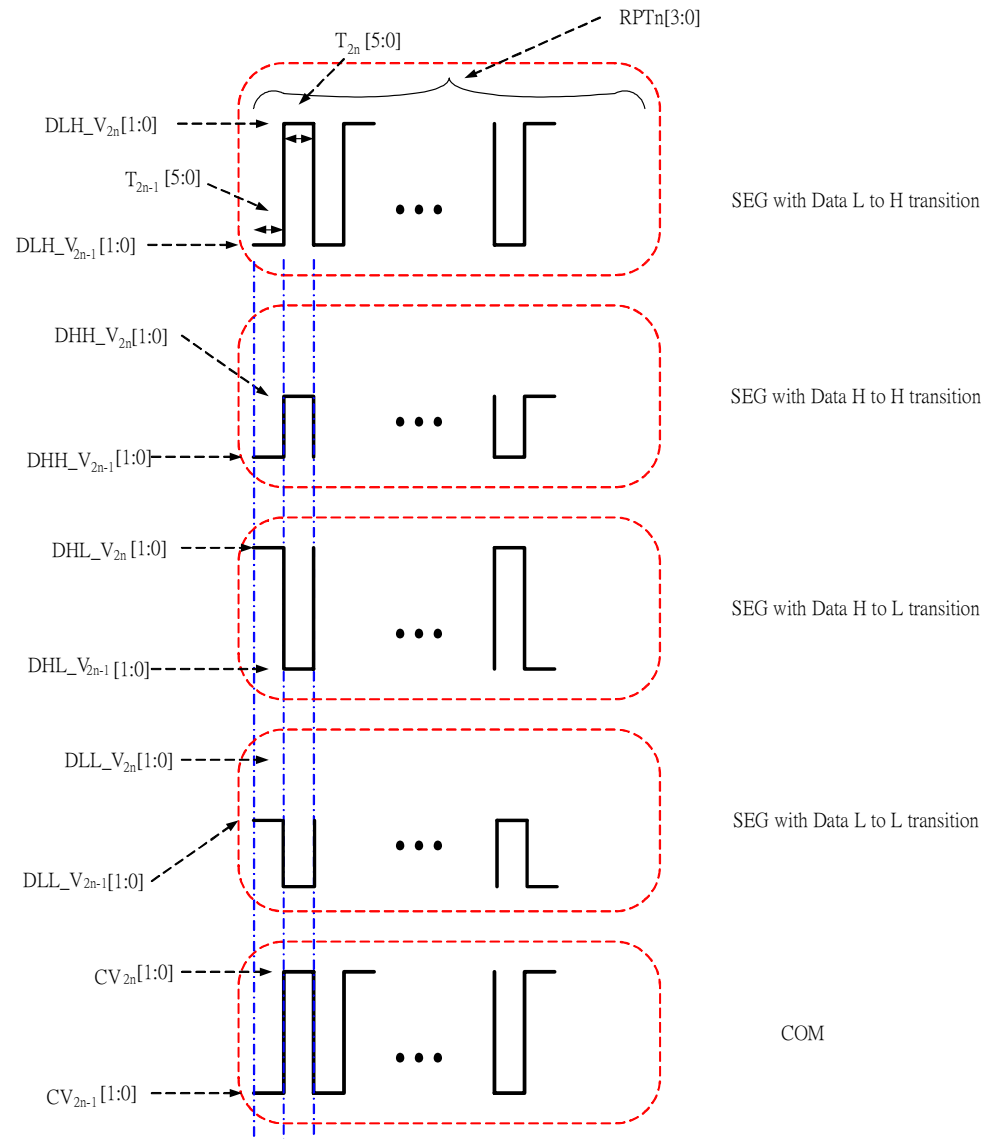 RPTn[3:0]
T2n [5:0]
DLH_V2n[1:0]
T2n-1 [5:0]
SEG with Data L to H transition
DLH_V2n-1 [1:0]
DHH_V2n[1:0]
SEG with Data H to H transition
DHH_V2n-1[1:0]
DHL_V2n [1:0]
SEG with Data H to L transition
DHL_V2n-1 [1:0]
DLL_V2n[1:0]
SEG with Data L to L transition
DLL_V2n-1[1:0]
CV2n[1:0]
COM
CV2n-1 [1:0]